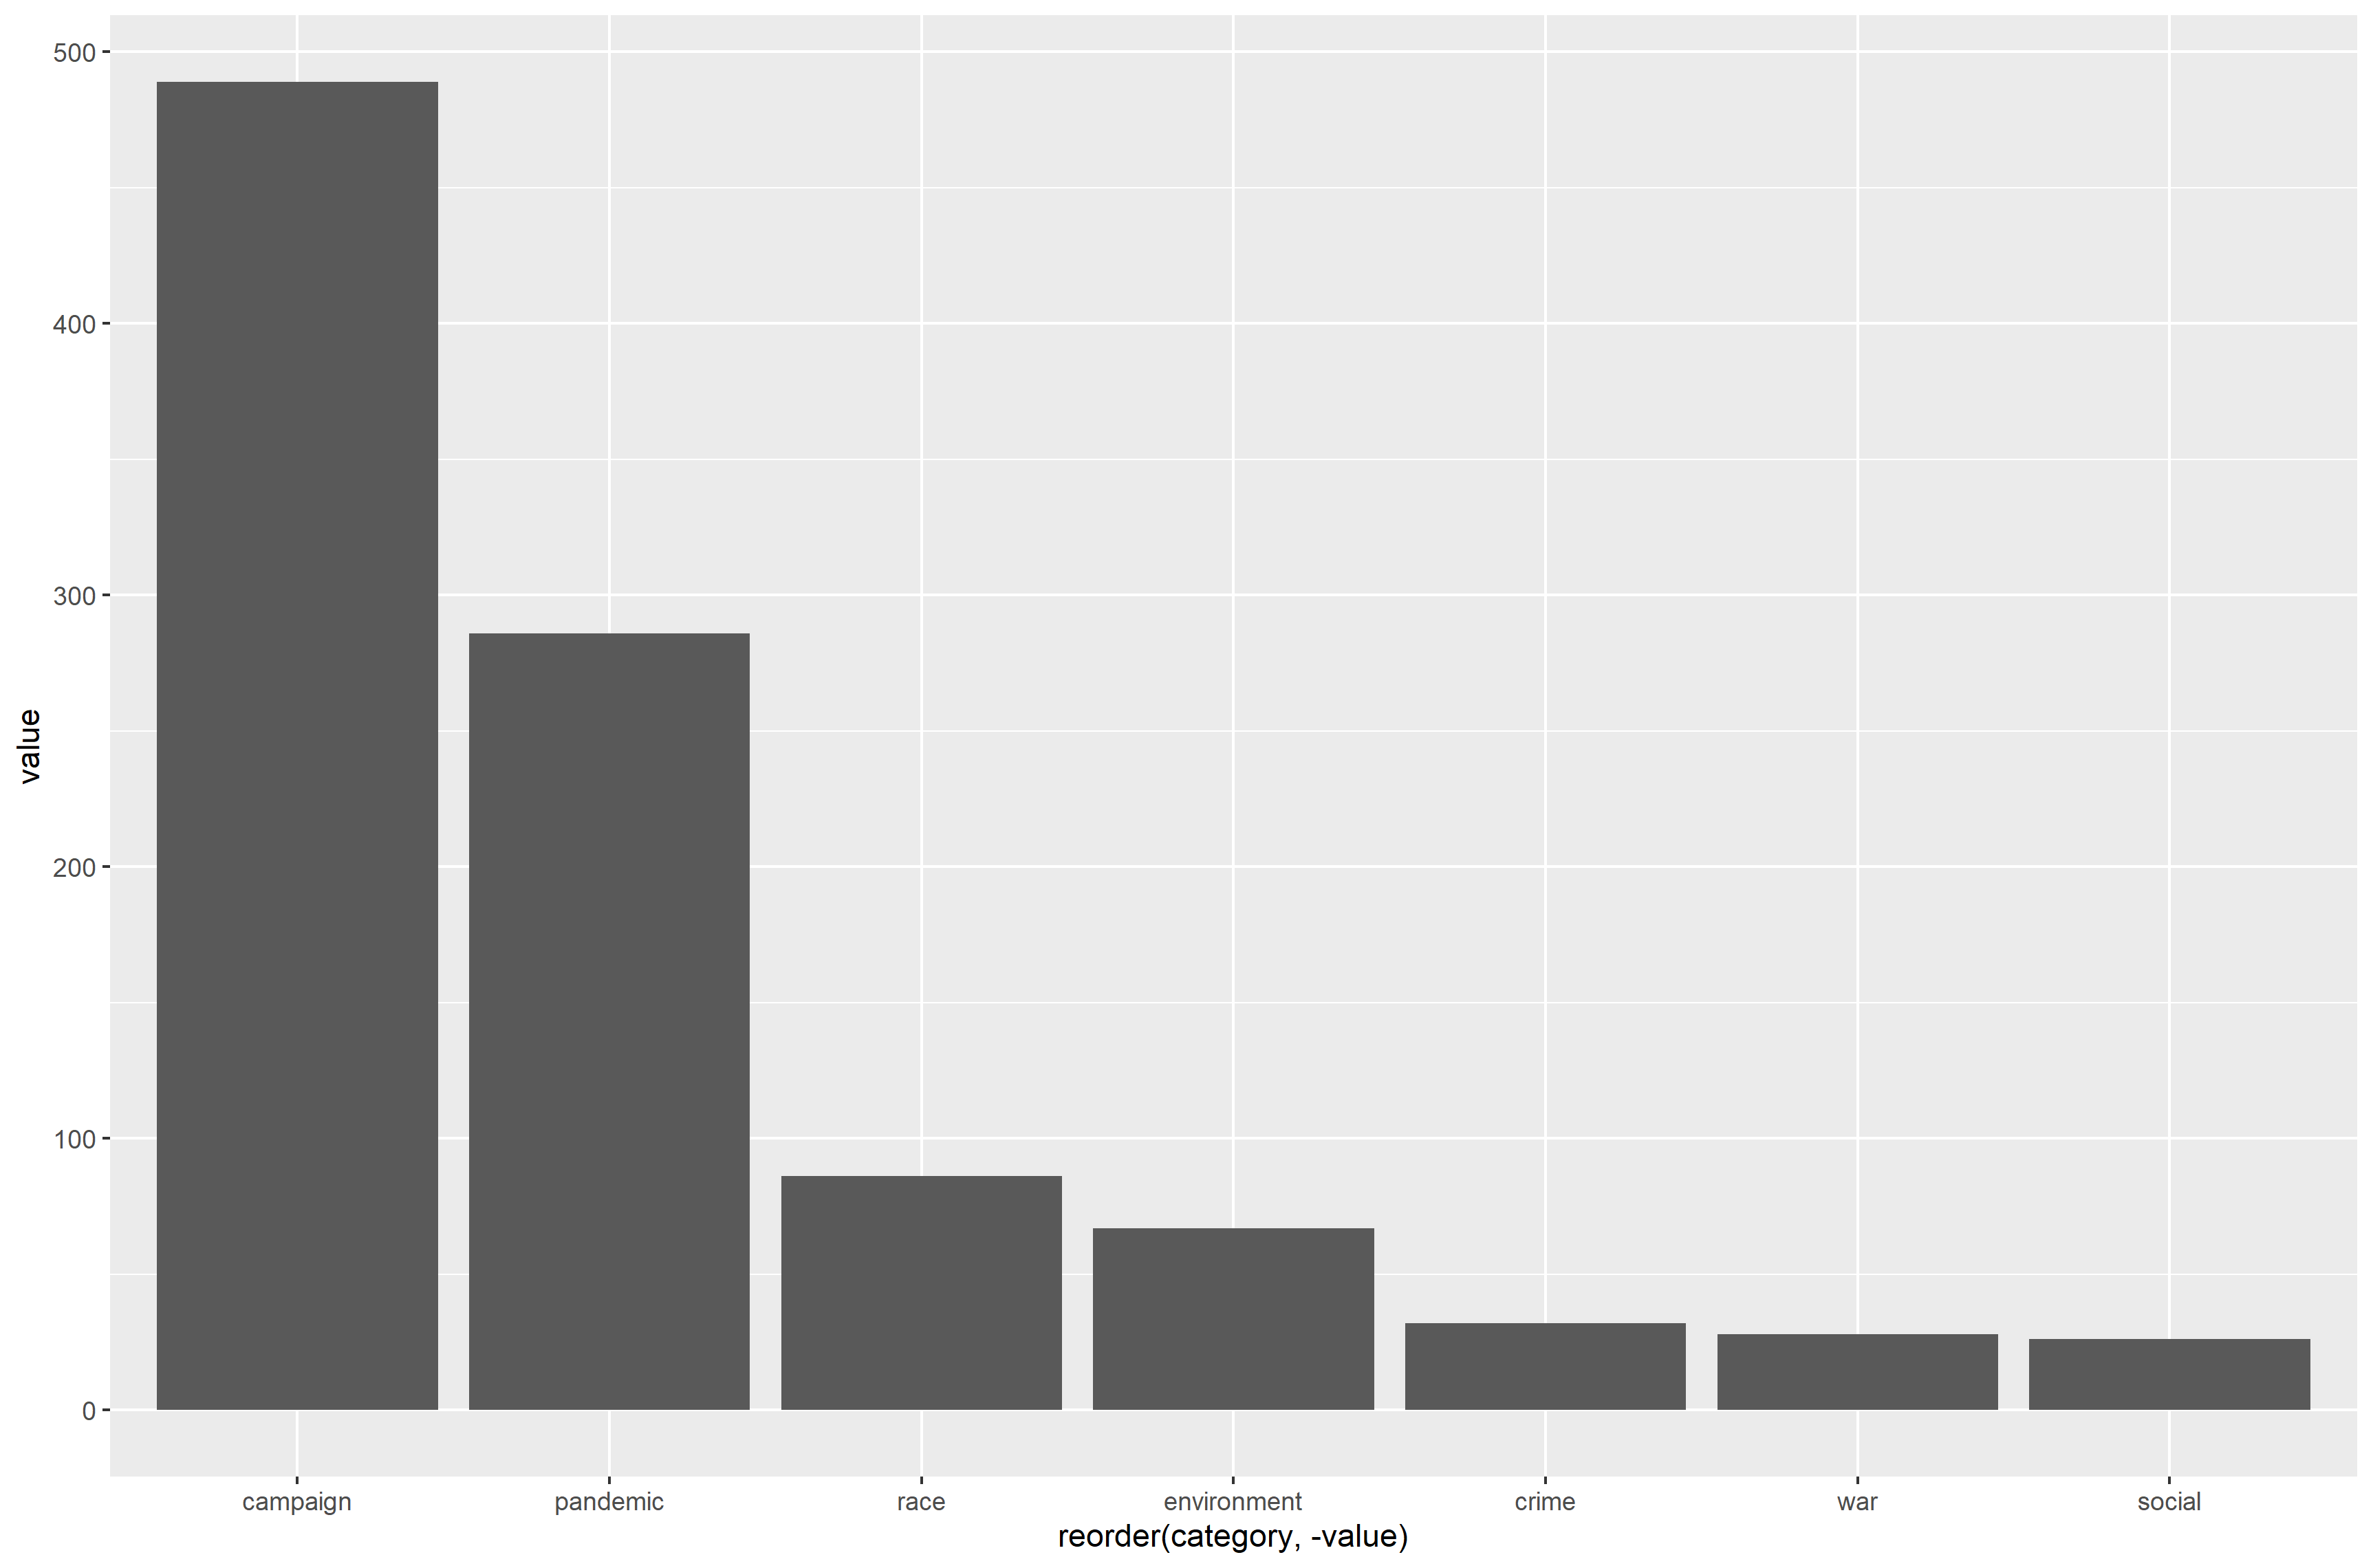 500
400
300
200
100
0
value
campaign pandemic race environment crime war social
reorder(category, -value)